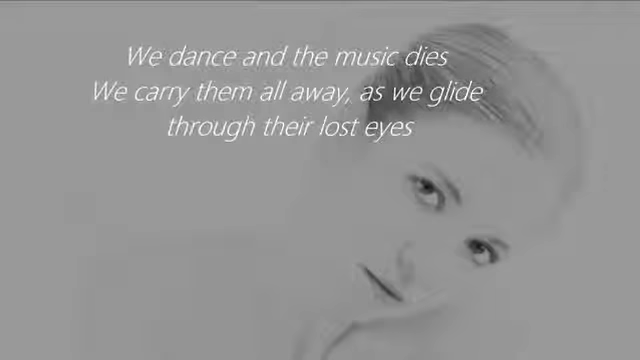 We dance and the music dies
We carry them all away, as we glide
through their lost eyes